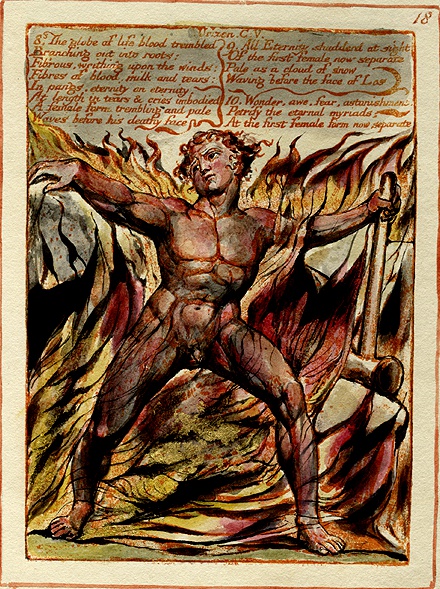 18
Urizen C.V.
8. The globe of life blood trembled
Branching out into roots;
Fibrous, writhing upon the winds;
Fibres of blood, milk and tears;
In pangs, eternity on eternity.
At length in tears & cries imbodied
A female form trembling and pale
Waves before his deathy face
9. All Eternity shudderd at sight
Of the first female now separate
Pale as a cloud of snow
Waving before the face of Los
10. Wonder, awe, fear, astonishment,
Petrify the eternal myriads;
At the first female form now separate